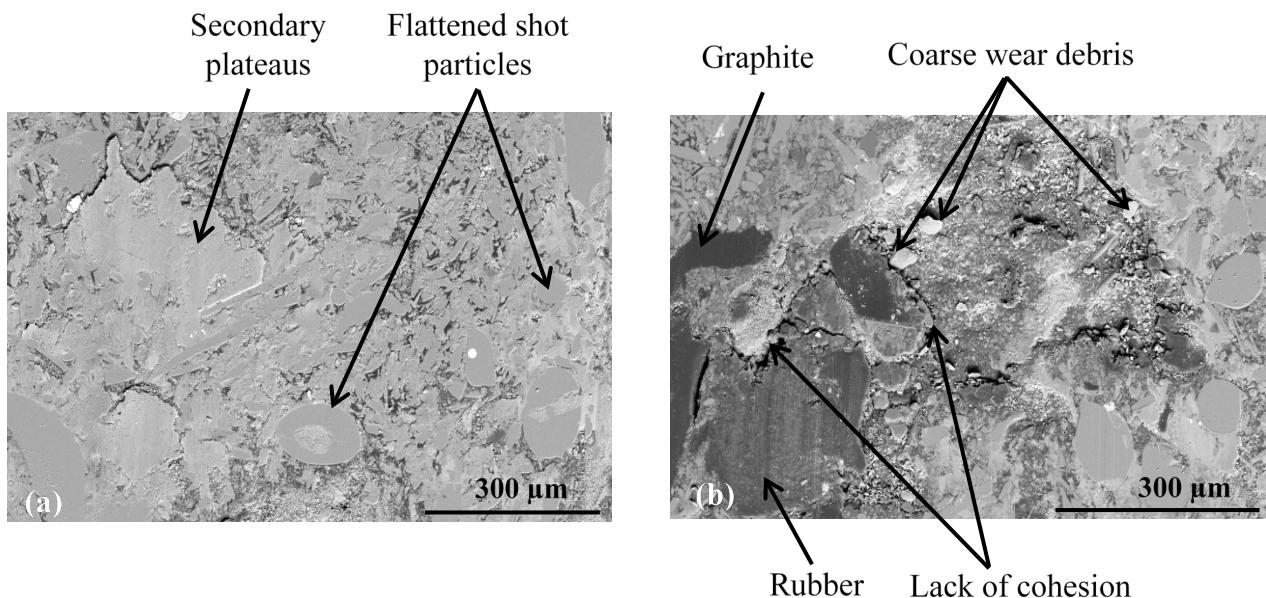 Secondary
plateaus
Flattened shot
particles
Graphite
Coarse wear debris
(a)
300 µm
(b)
300 µm
Rubber
Lack of cohesion